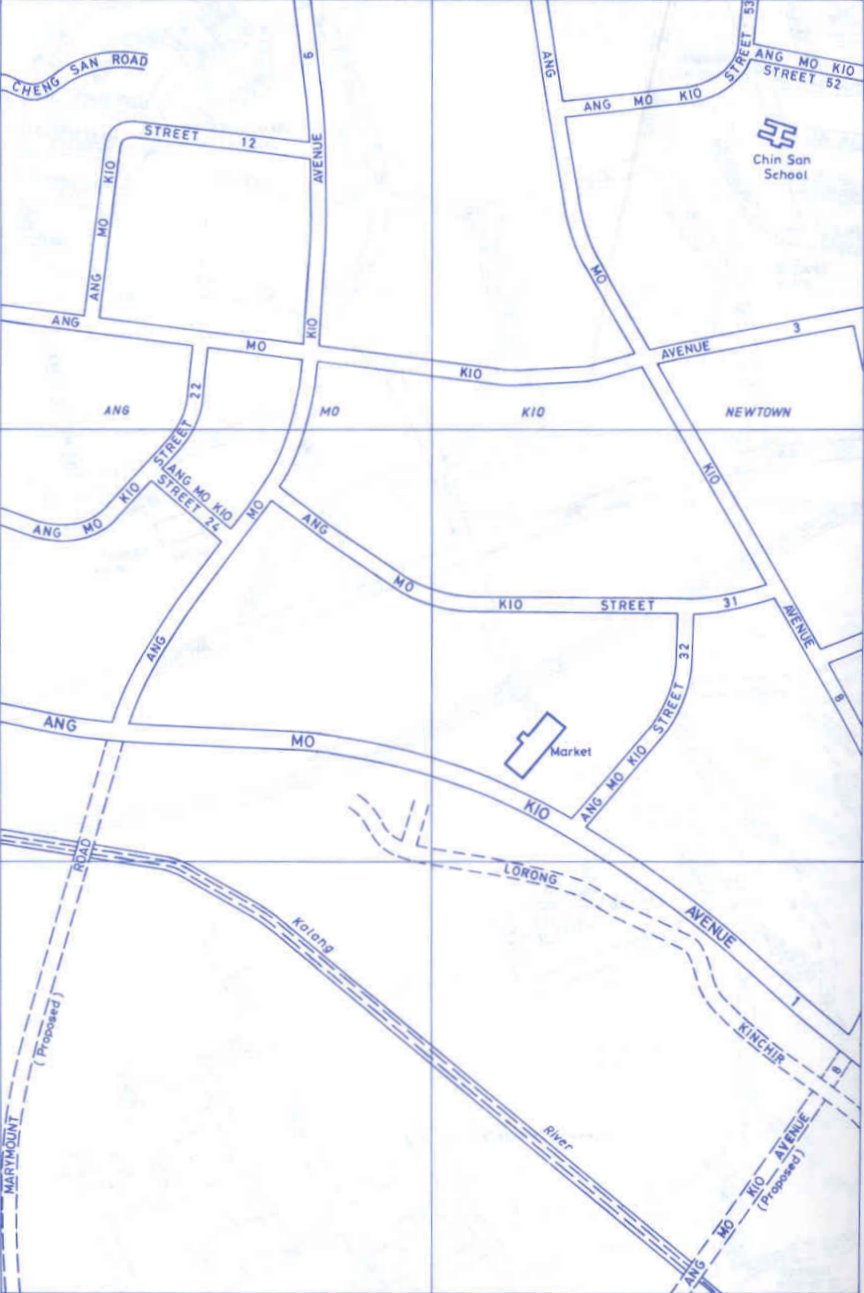 CHENG SAN ROAD
ANG MO KIO STREET 12
ANG MO KIO AVENUE 6
ANG MO KIO AVENUE 8
ANG MO KIO STREET 53
ANG MO KIO STREET 52
Chin San
School
ANG MO KIO AVENUE 3
ANG MO KIO NEWTOWN
ANG MO KIO STREET 22
ANG MO KIO
STREET 24
ANG MO KIO STREET 31
ANG MO KIO STREET 32
Market
ANG MO KIO AVENUE 1
LORONG KINCHIR
Kalang River
MARYMOUNT ROAD
(Proposed)
ANG MO KIO AVENUE 8
(Proposed)